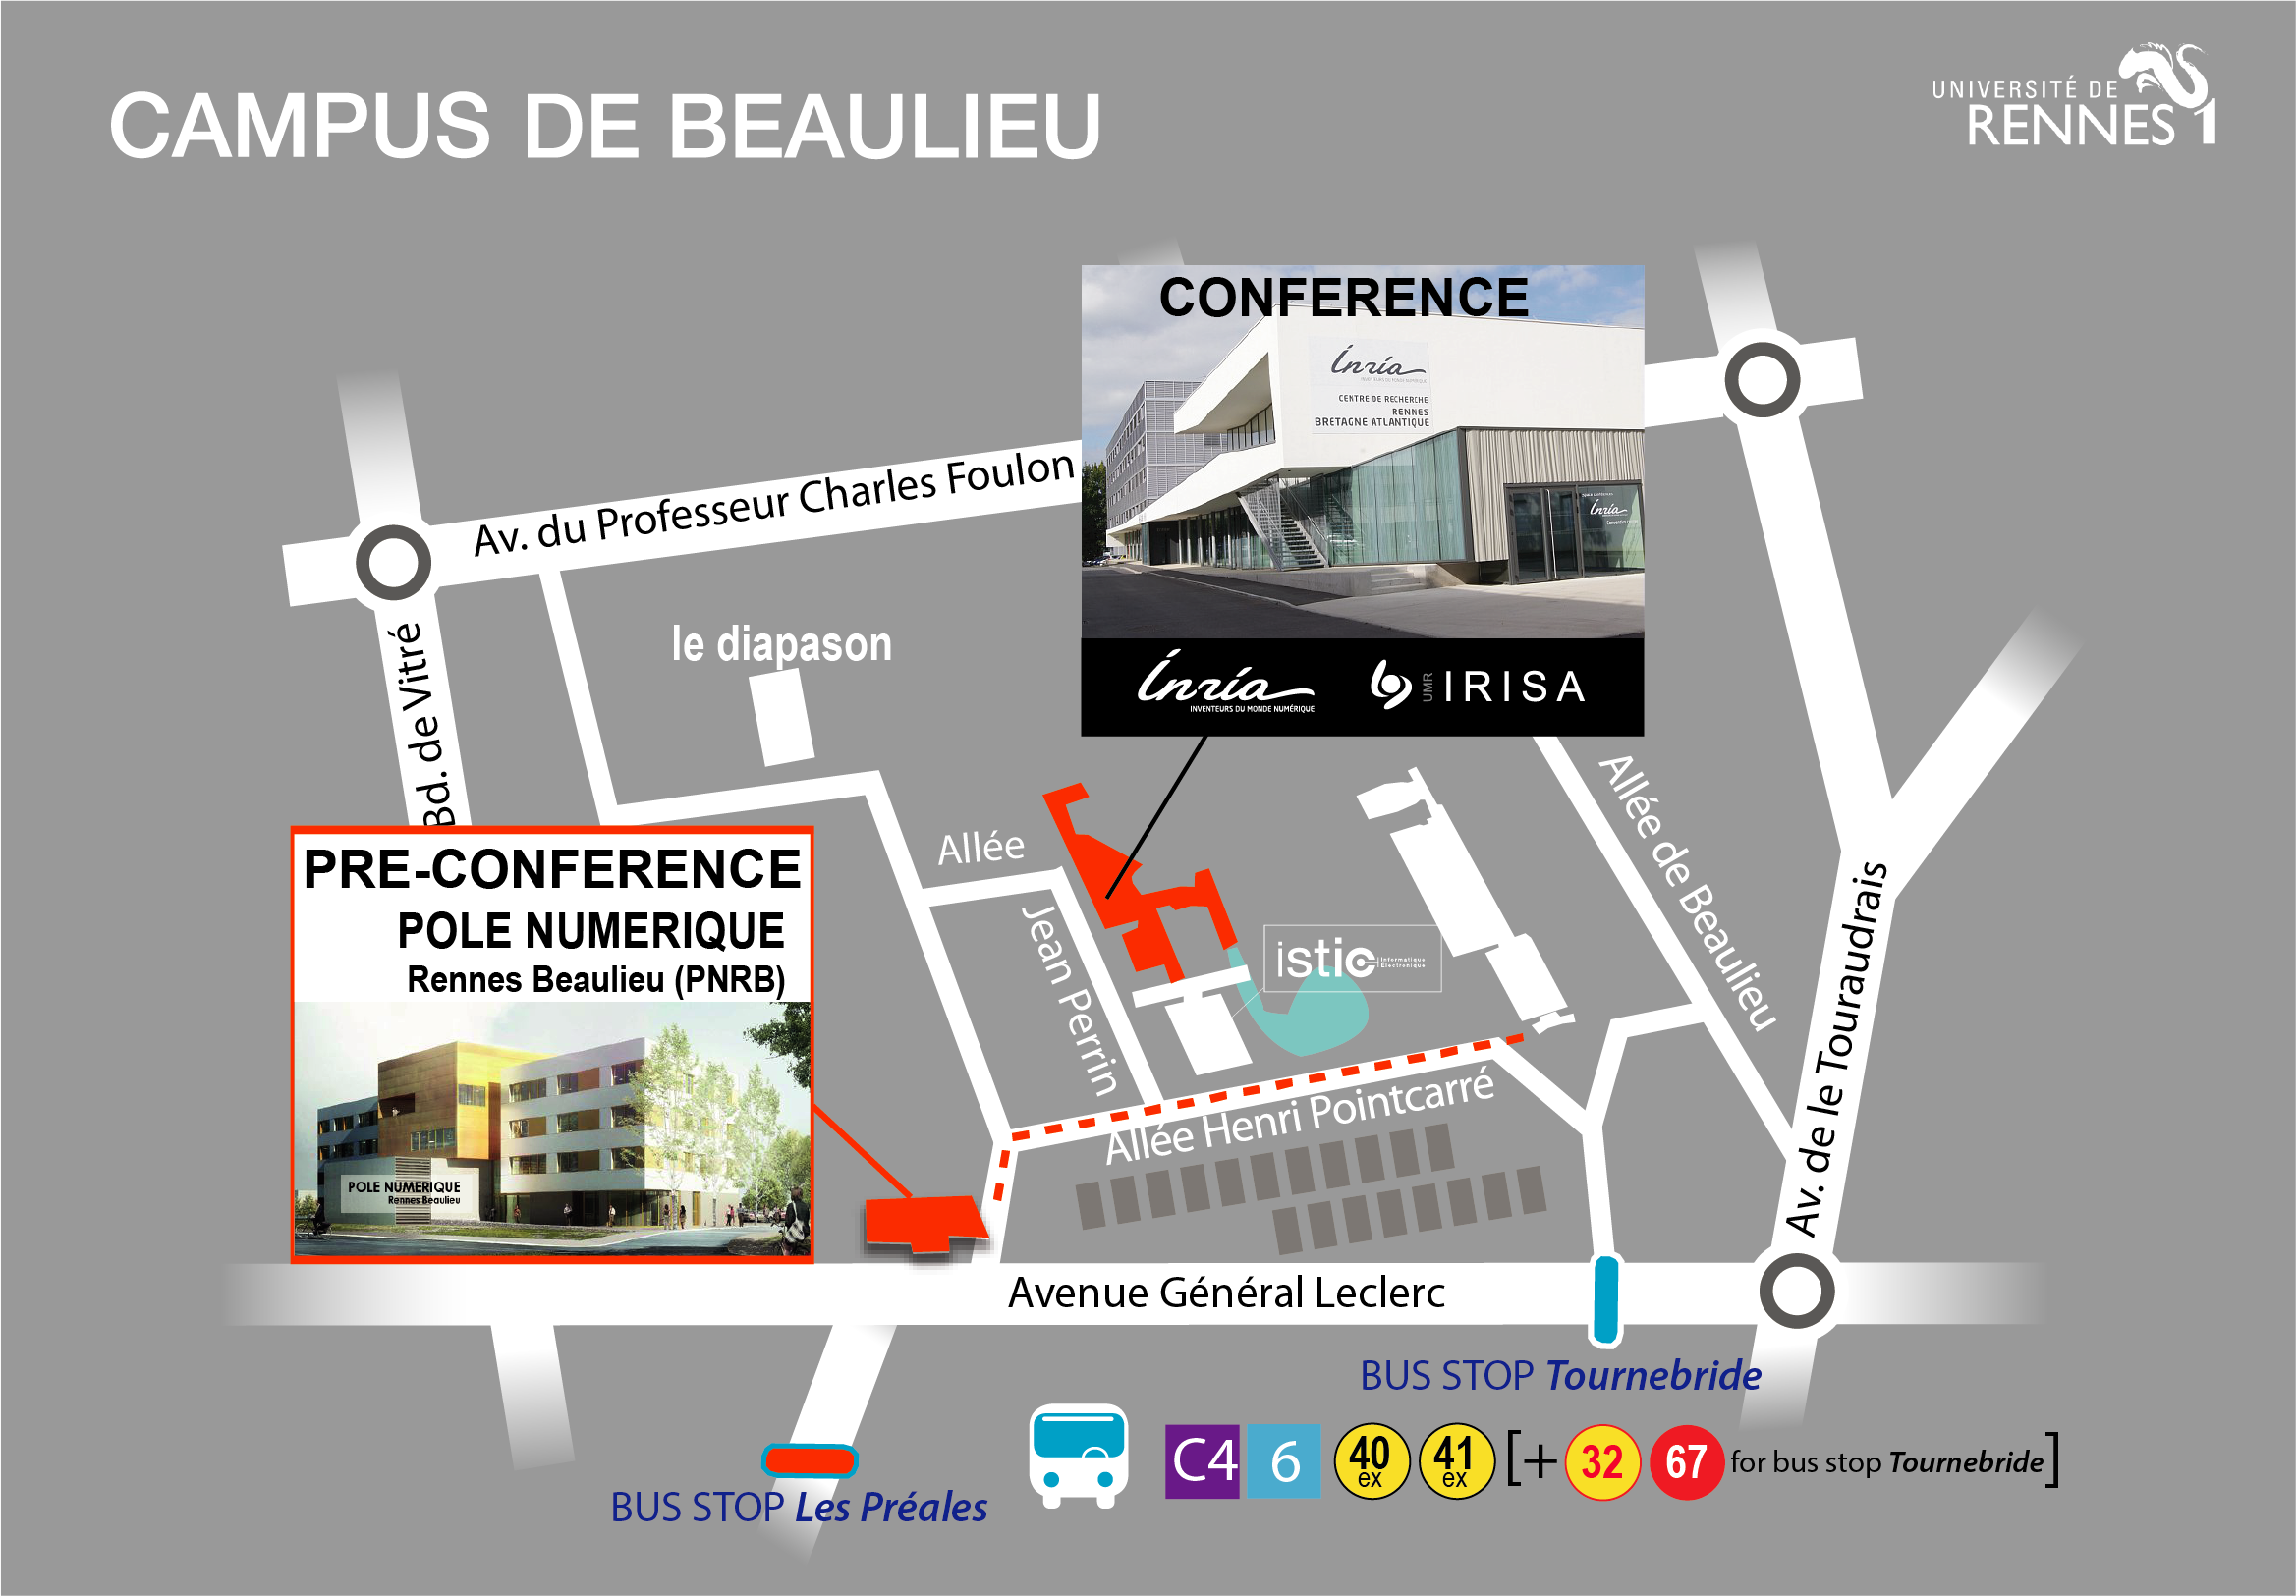 CAMPUS DE BEAULIEU
UNIVERSITÉ DE
RENNES 1
CONFERENCE
Inria
CENTRE DE RECHERCHE
RENNES
BRETAGNE ATLANTIQUE
Inria
Inria
INVENTEURS DU MONDE NUMÉRIQUE
UMR
IRISA
Av. du Professeur Charles Foulon
Bd. de Vitré
le diapason
Allée
Jean Perrin
istic
Informatique
Électronique
Allée de Beaulieu
Av. de le Touraudrais
PRE-CONFERENCE
POLE NUMERIQUE
Rennes Beaulieu (PNRB)
POLE NUMERIQUE
Rennes Beaulieu
Allée Henri Pointcarré
Avenue Général Leclerc
BUS STOP Tournebride
C4 6 40 ex 41 ex [+ 32 67 for bus stop Tournebride]
BUS STOP Les Préales